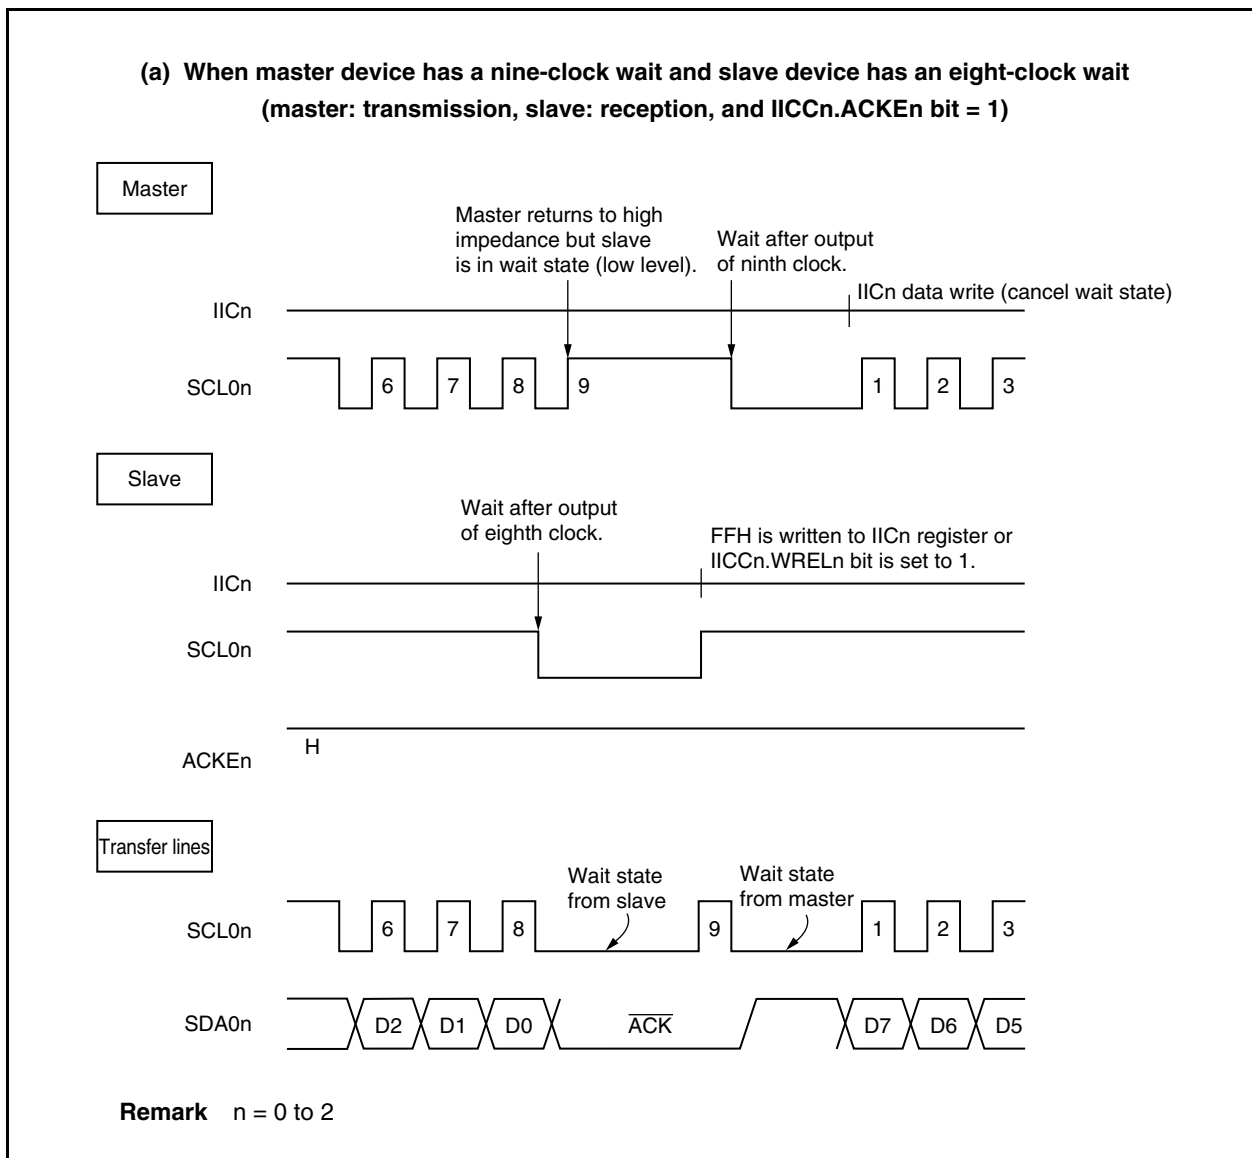 (a) When master device has a nine-clock wait and slave device has an eight-clock wait
(master: transmission, slave: reception, and IICCn.ACKEn bit = 1)
Master
Master returns to high
impedance but slave
is in wait state (low level).
Wait after output
of ninth clock.
IICn data write (cancel wait state)
IICn
SCL0n
6 7 8 9 1 2 3
Slave
Wait after output
of eighth clock.
FFH is written to IICn register or
IICCn.WRELn bit is set to 1.
IICn
SCL0n
H
ACKEn
Transfer lines
Wait state
from slave
Wait state
from master
SCL0n
6 7 8 9 1 2 3
SDA0n
D2 D1 D0 A̅C̅K̅ D7 D6 D5
Remark n = 0 to 2